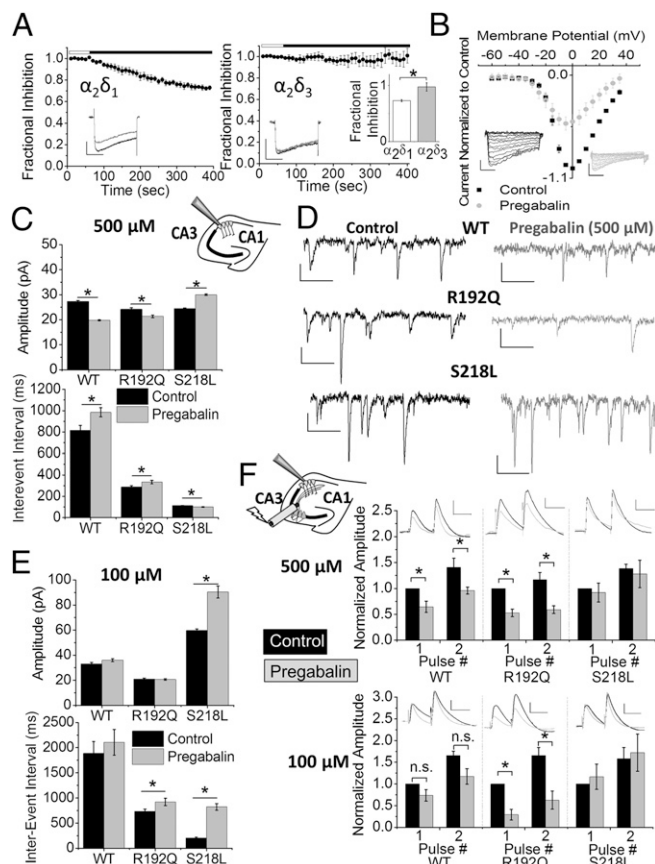 A
B
Fractional Inhibition
1.0
0.8
0.6
0.4
0.2
0.0
α2δ1
0 100 200 300 400
Time (sec)
Fractional Inhibition
1.0
0.8
0.6
0.4
0.2
0.0
α2δ3
0 100 200 300 400
Time (sec)
Fractional Inhibition
*
α2δ1 α2δ3
Membrane Potential (mV)
-60 -40 -20 0 20 40
0.0
-1.1
Current Normalized to Control
Control
Pregabalin
C
500 µM
CA3
CA1
Amplitude (pA)
50
40
30
20
10
0
* * *
WT R192Q S218L
Control
Pregabalin
Interevent Interval (ms)
1200
1000
800
600
400
200
0
* * *
WT R192Q S218L
D
Control
WT
Pregabalin (500 µM)
R192Q
S218L
E
100 µM
Amplitude (pA)
100
80
60
40
20
0
*
WT R192Q S218L
Control
Pregabalin
Inter-Event Interval (ms)
2500
2000
1500
1000
500
0
* *
WT R192Q S218L
F
CA3
CA1
500 µM
Control
Pregabalin
Normalized Amplitude
2.5
2.0
1.5
1.0
0.5
0.0
* * * *
1 2 1 2 1 2
Pulse # Pulse # Pulse #
WT R192Q S218L
100 µM
Normalized Amplitude
2.5
2.0
1.5
1.0
0.5
0.0
n.s. n.s. * *
1 2 1 2 1 2
Pulse # Pulse # Pulse #
WT R192Q S218L